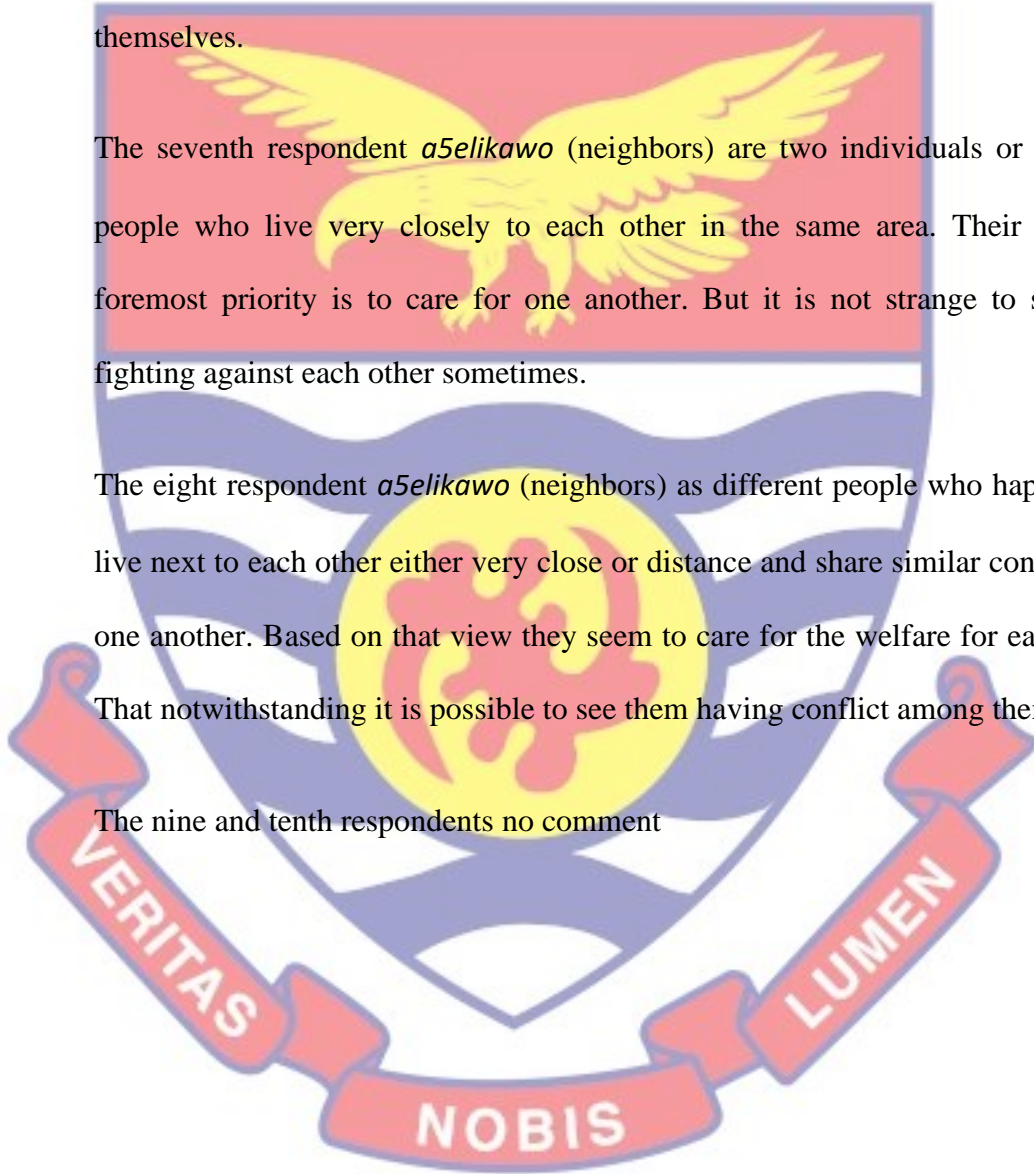 themselves.
The seventh respondent a5elikawo (neighbors) are two individuals or
people who live very closely to each other in the same area. Their
foremost priority is to care for one another. But it is not strange to
fighting against each other sometimes.
The eight respondent a5elikawo (neighbors) as different people who
live next to each other either very close or distance and share similar
one another. Based on that view they seem to care for the welfare for
That notwithstanding it is possible to see them having conflict among
The nine and tenth respondents no comment
VERITAS
NOBIS
LUMEN